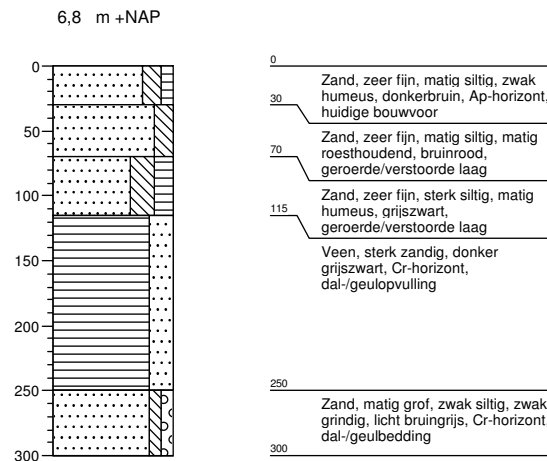 6,8 m +NAP
0
50
100
150
200
250
300
0
Zand, zeer fijn, matig siltig, zwak
humeus, donkerbruin, Ap-horizont,
huidige bouwvoor
30
Zand, zeer fijn, matig siltig, matig
roesthoudend, bruinrood,
geroerde/verstoorde laag
70
Zand, zeer fijn, sterk siltig, matig
humeus, grijszwart,
geroerde/verstoorde laag
115
Veen, sterk zandig, donker
grijszwart, Cr-horizont,
dal-/geulopvulling
250
Zand, matig grof, zwak siltig, zwak
grindig, licht bruingrijs, Cr-horizont,
dal-/geulbedding
300